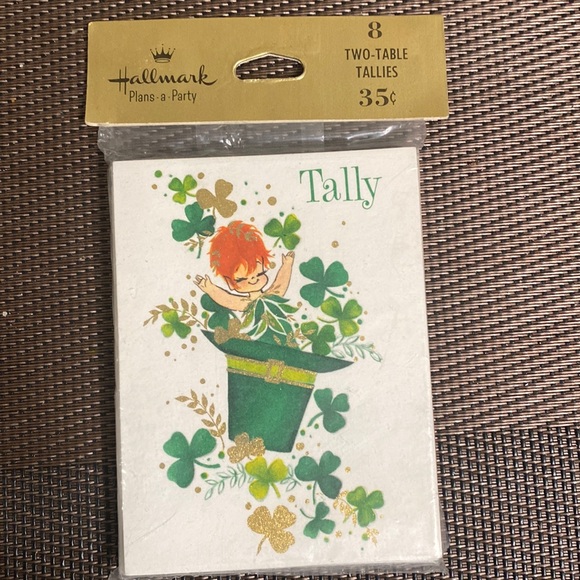 Hallmark
Plans-a-Party
8
TWO-TABLE
TALLIES
35¢
Tally